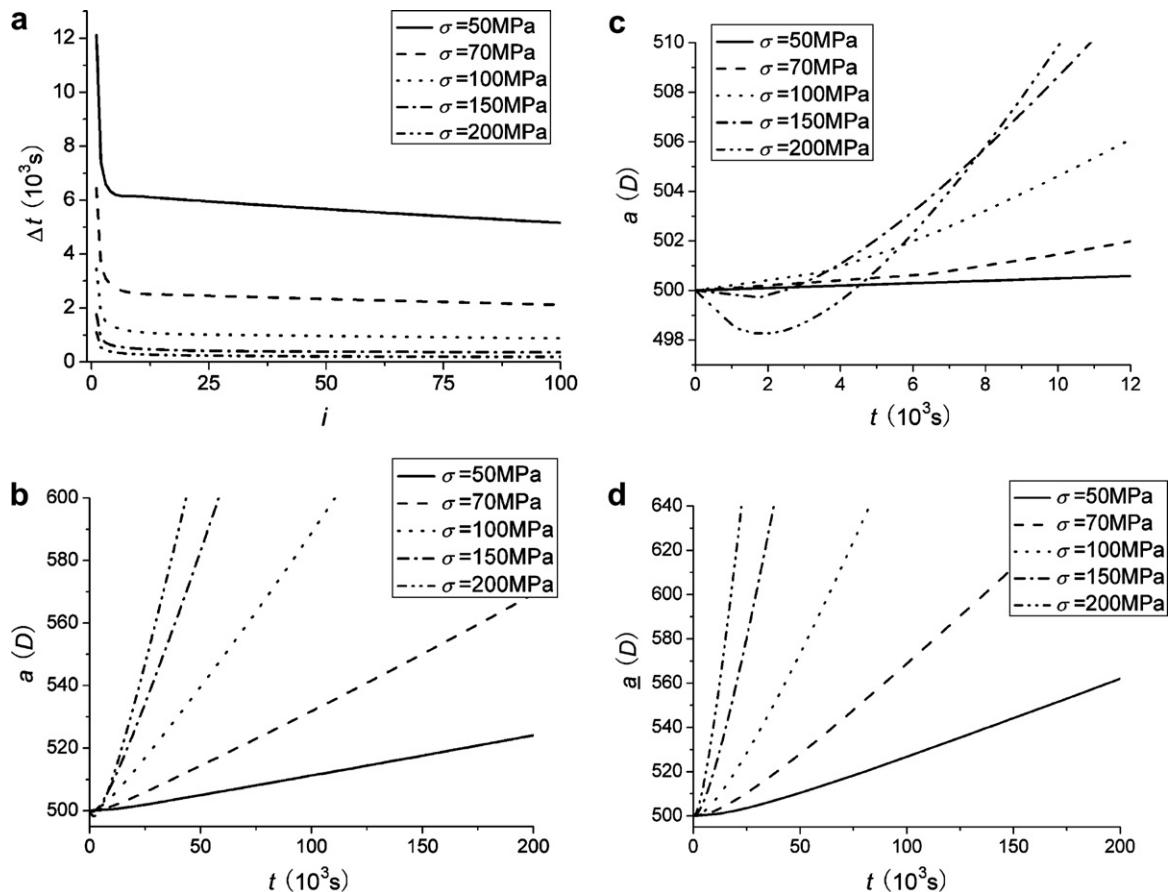 a
σ=50MPa
σ=70MPa
σ=100MPa
σ=150MPa
σ=200MPa
12
10
8
6
4
2
0
Δt (10³s)
0 25 50 75 100
i
c
σ=50MPa
σ=70MPa
σ=100MPa
σ=150MPa
σ=200MPa
510
508
506
504
502
500
498
a (D)
0 2 4 6 8 10 12
t (10³s)
b
σ=50MPa
σ=70MPa
σ=100MPa
σ=150MPa
σ=200MPa
600
580
560
540
520
500
a (D)
0 50 100 150 200
t (10³s)
d
σ=50MPa
σ=70MPa
σ=100MPa
σ=150MPa
σ=200MPa
640
620
600
580
560
540
520
500
a̲ (D)
0 50 100 150 200
t (10³s)